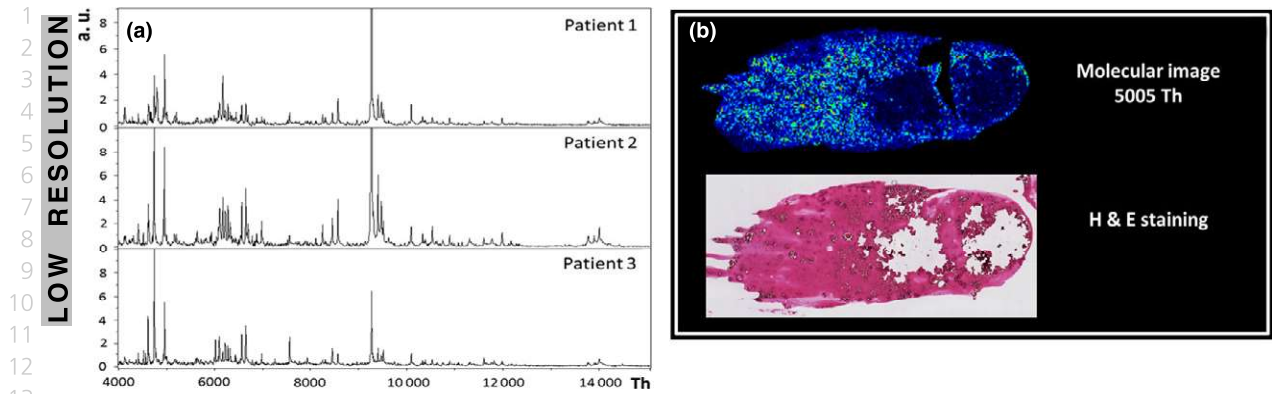 1
2
3
4
5
6
7
8
9
10
11
12
13
LOW RESOLUTION
a. u.
(a)
Patient 1
8
6
4
2
0
Patient 2
8
6
4
2
0
Patient 3
8
6
4
2
0
4000 6000 8000 10 000 12 000 14 000 Th
(b)
Molecular image
5005 Th
H & E staining